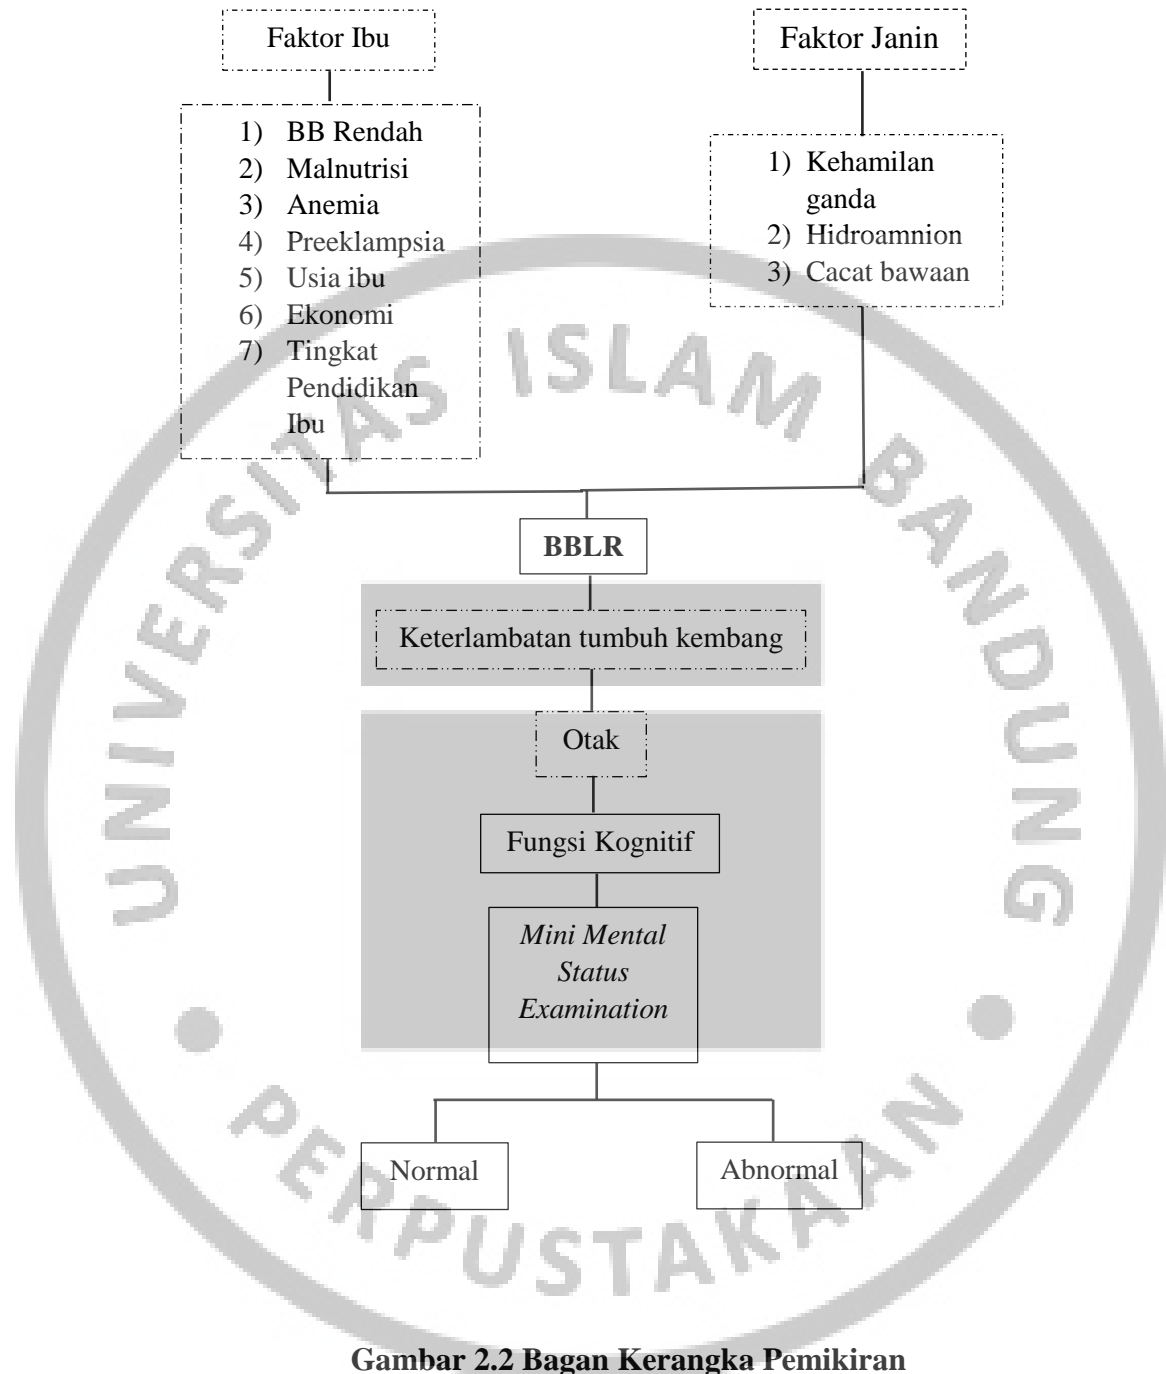 Faktor Ibu
Faktor Janin
1) BB Rendah
2) Malnutrisi
3) Anemia
4) Preeklampsia
5) Usia ibu
6) Ekonomi
7) Tingkat
Pendidikan
Ibu
1) Kehamilan
ganda
2) Hidroamnion
3) Cacat bawaan
BBLR
Keterlambatan tumbuh kembang
Otak
Fungsi Kognitif
Mini Mental
Status
Examination
Normal
Abnormal
UNIVERSITAS ISLAM BANDUNG
PERPUSTAKAAN
Gambar 2.2 Bagan Kerangka Pemikiran